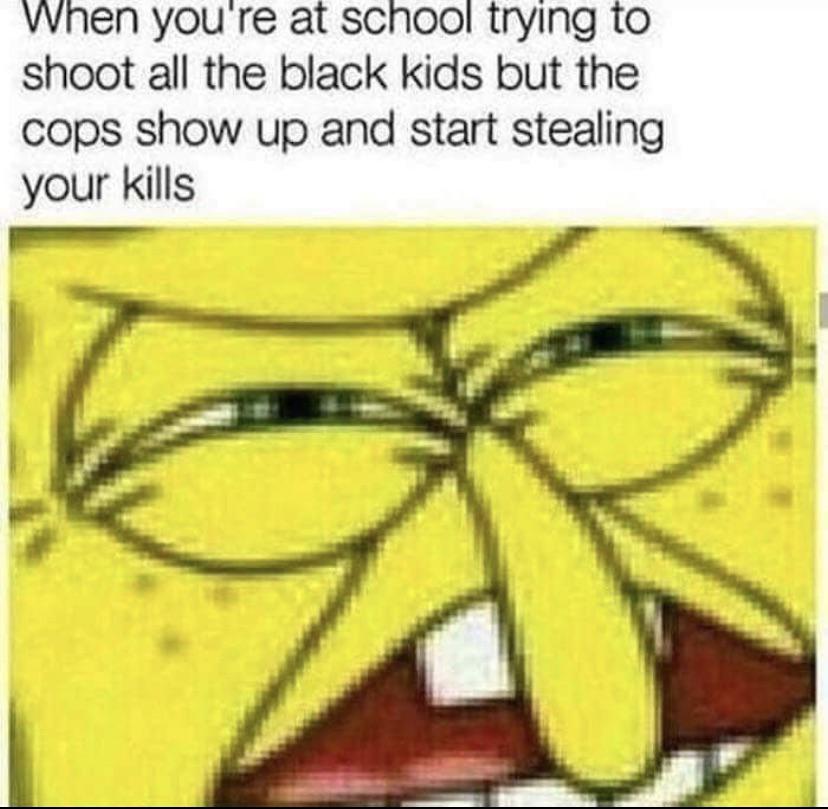 When you're at school trying to
shoot all the black kids but the
cops show up and start stealing
your kills